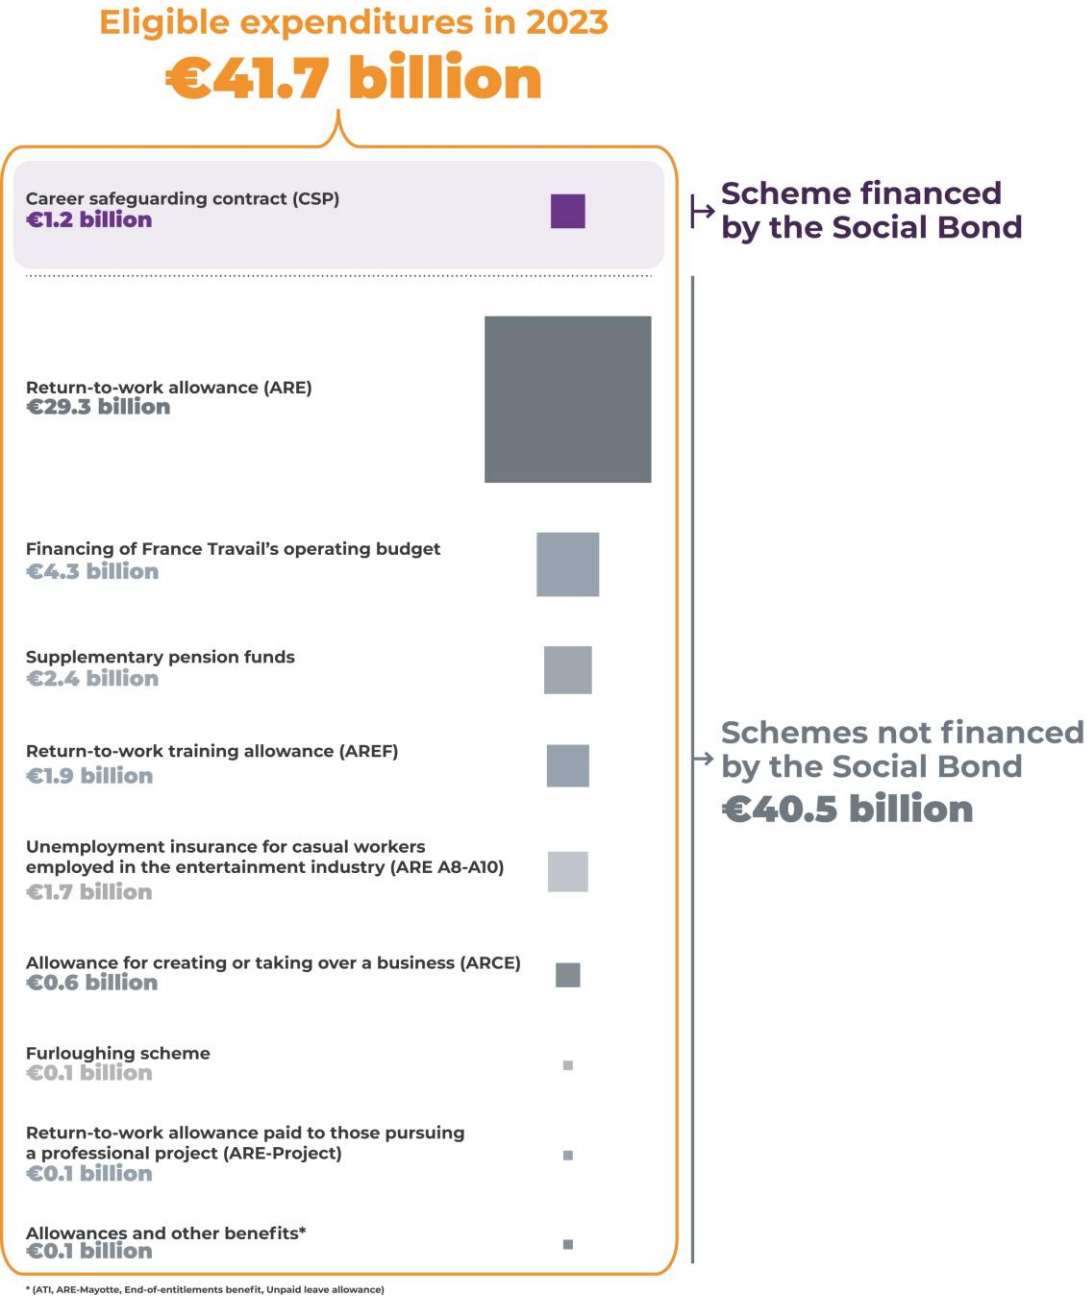 Eligible expenditures in 2023
€41.7 billion
Career safeguarding contract (CSP)
€1.2 billion
Scheme financed
by the Social Bond
Return-to-work allowance (ARE)
€29.3 billion
Financing of France Travail's operating budget
€4.3 billion
Supplementary pension funds
€2.4 billion
Return-to-work training allowance (AREF)
€1.9 billion
Schemes not financed
by the Social Bond
€40.5 billion
Unemployment insurance for casual workers
employed in the entertainment industry (ARE A8-A10)
€1.7 billion
Allowance for creating or taking over a business (ARCE)
€0.6 billion
Furloughing scheme
€0.1 billion
Return-to-work allowance paid to those pursuing
a professional project (ARE-Project)
€0.1 billion
Allowances and other benefits*
€0.1 billion
* (ATI, ARE-Mayotte, End-of-entitlements benefit, Unpaid leave allowance)